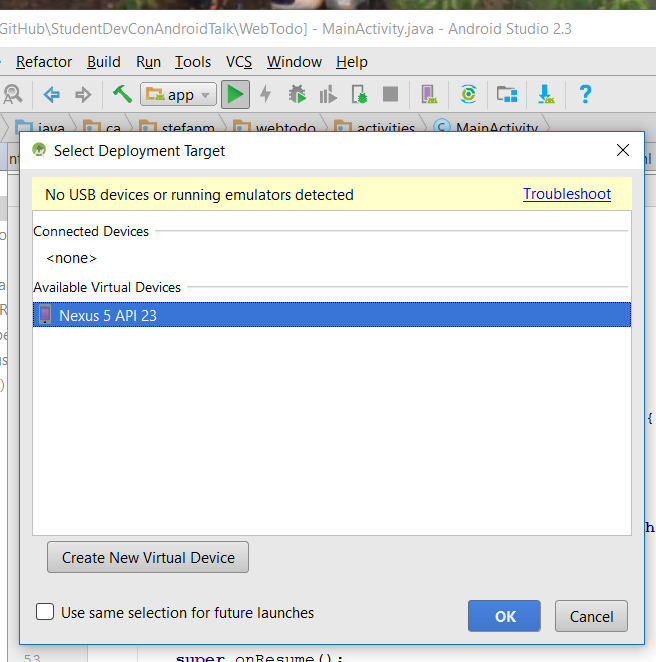 GitHub\StudentDevConAndroidTalk\WebTodo] - MainActivity.java - Android Studio 2.3
Refactor Build Run Tools VCS Window Help
app
java ca stefanm webtodo activities MainActivity
Select Deployment Target
No USB devices or running emulators detected Troubleshoot
Connected Devices
<none>
Available Virtual Devices
Nexus 5 API 23
{
h
Create New Virtual Device
Use same selection for future launches OK Cancel
53 super.onResume();